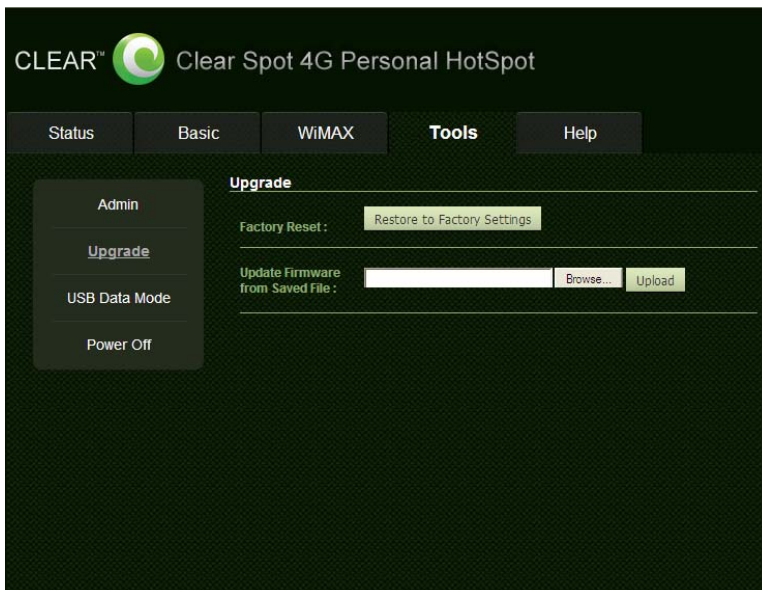 CLEAR™ Clear Spot 4G Personal HotSpot
Status Basic WiMAX Tools Help
Admin
Upgrade
USB Data Mode
Power Off
Upgrade
Factory Reset : Restore to Factory Settings
Update Firmware
from Saved File : Browse... Upload